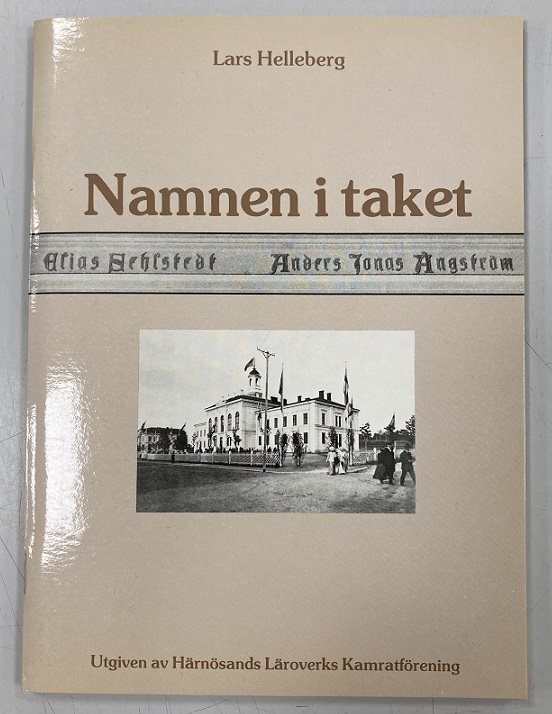 Lars Helleberg
Namnen i taket
Elias Sehlstedt Anders Jonas Ångström
Utgiven av Härnösands Läroverks Kamratförening